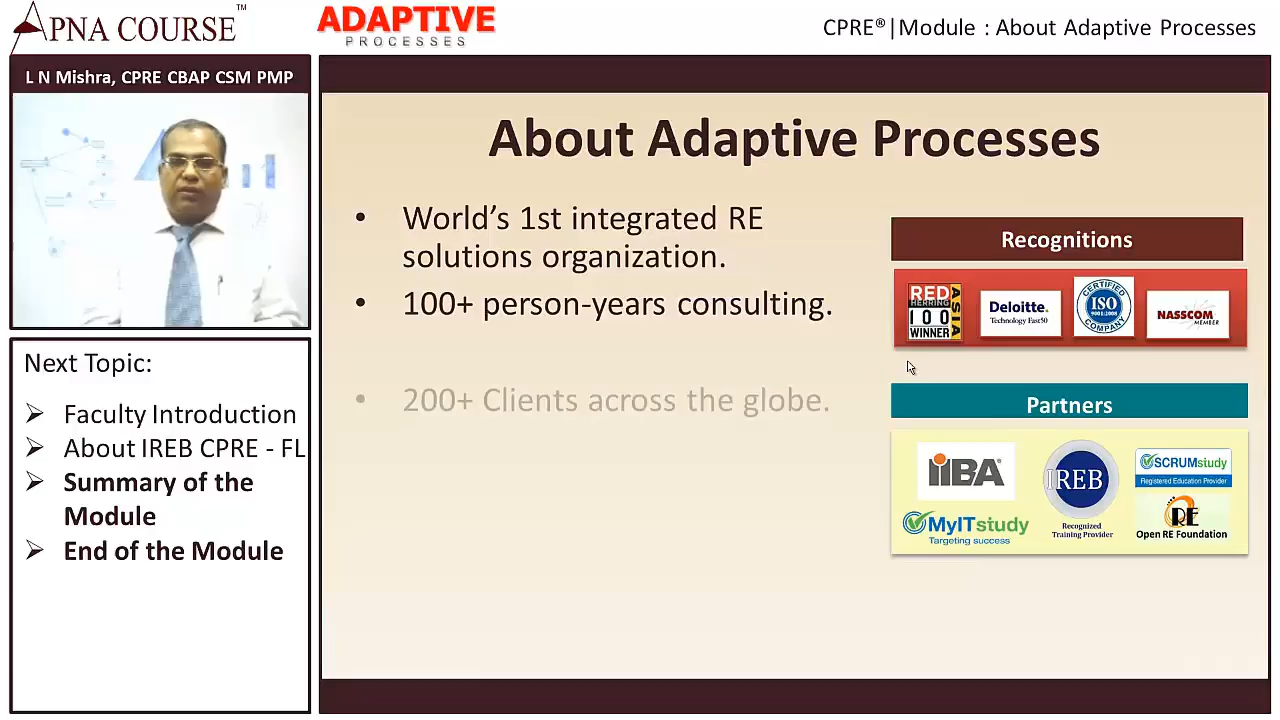 APNA COURSE™
ADAPTIVE
PROCESSES
CPRE®|Module : About Adaptive Processes
L N Mishra, CPRE CBAP CSM PMP
Next Topic:
Faculty Introduction
About IREB CPRE - FL
Summary of the
Module
End of the Module
About Adaptive Processes
• World’s 1st integrated RE
solutions organization.
• 100+ person-years consulting.
• 200+ Clients across the globe.
Recognitions
RED
HERRING
100
WINNER
ASIA
Deloitte.
Technology Fast50
CERTIFIED
ISO
9001:2008
COMPANY
NASSCOM
MEMBER
Partners
IIBA®
MyITstudy
Targeting success
IREB
Recognized
Training Provider
SCRUMstudy
Registered Education Provider
RE
Open RE Foundation